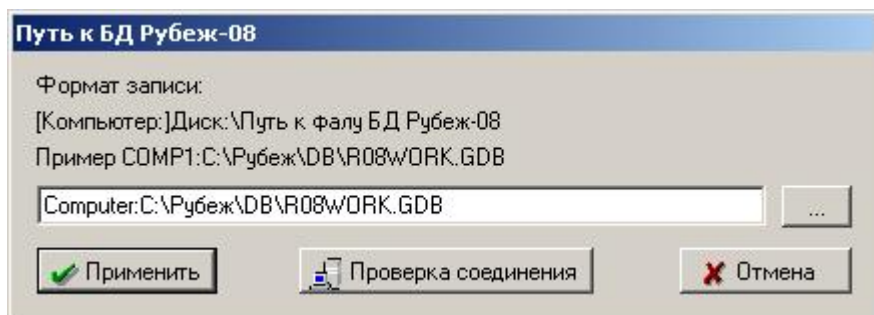 Путь к БД Рубеж-08
Формат записи:
[Компьютер:]Диск:\Путь к фалу БД Рубеж-08
Пример COMP1:C:\Рубеж\DB\R08WORK.GDB
Computer:C:\Рубеж\DB\R08WORK.GDB
...
Применить
Проверка соединения
Отмена